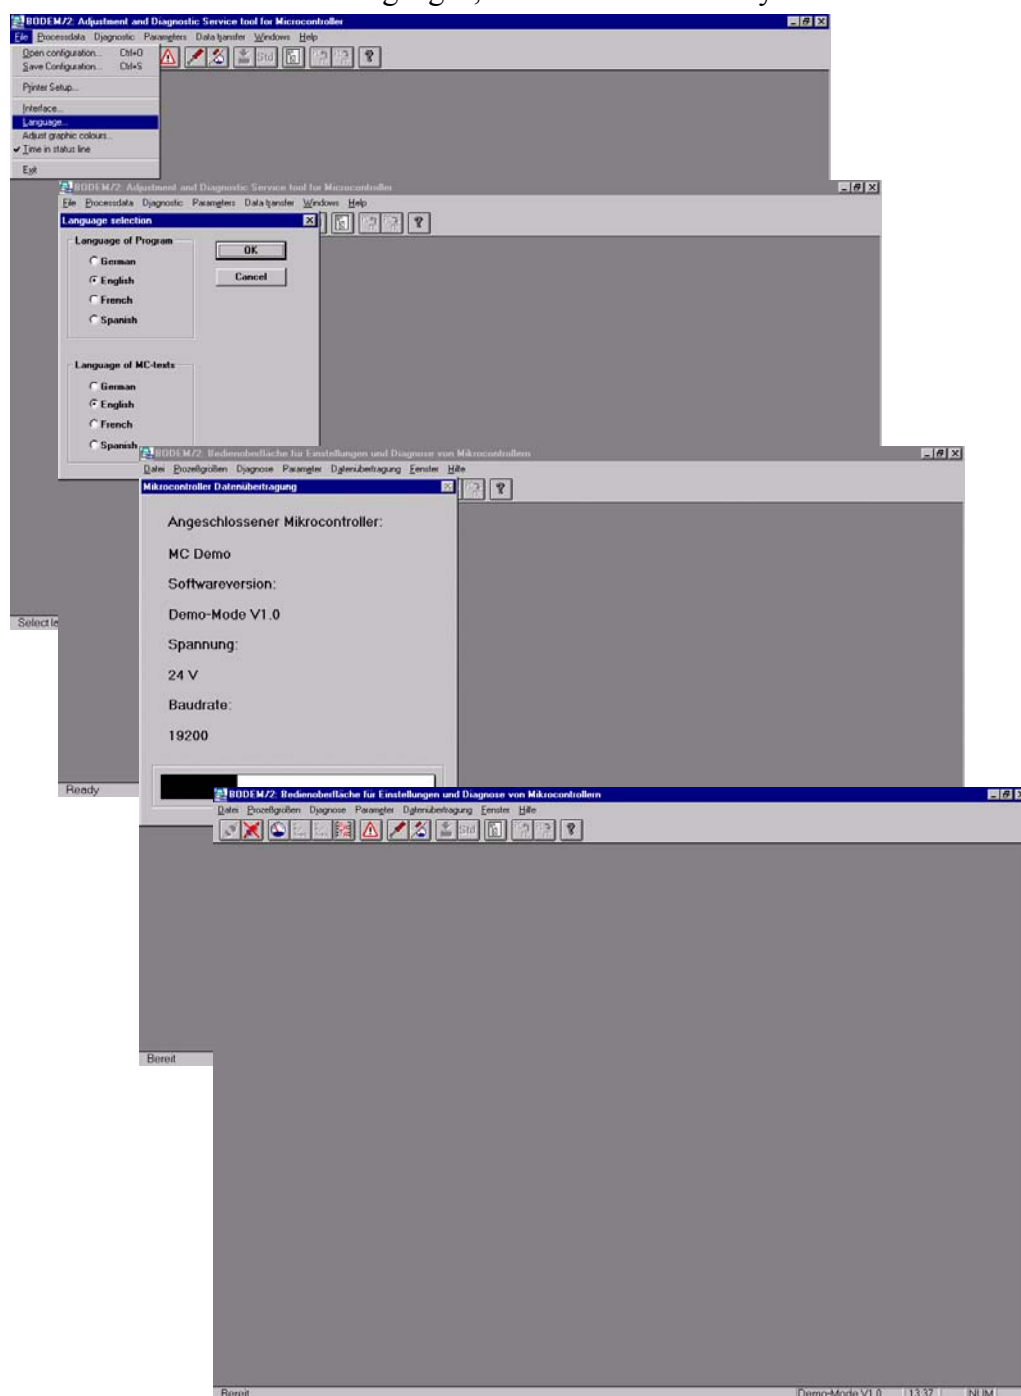 BODEM/2: Adjustment and Diagnostic Service tool for Microcontroller
File Processdata Diagnostic Parameters Data transfer Windows Help
Open configuration... Ctrl+O
Save Configuration... Ctrl+S
Std
Printer Setup...
Interface...
Language...
Adjust graphic colours...
Time in status line
Exit
BODEM/2: Adjustment and Diagnostic Service tool for Microcontroller
File Processdata Diagnostic Parameters Data transfer Windows Help
Language selection
Language of Program
German
English
French
Spanish
OK
Cancel
Language of MC-texts
German
English
French
Spanish
Select
BODEM/2: Bedienoberfläche für Einstellungen und Diagnose von Mikrocontrollern
Datei Prozeßgrößen Diagnose Parameter Datenübertragung Fenster Hilfe
Mikrocontroller Datenübertragung
Angeschlossener Mikrocontroller:
MC Demo
Softwareversion:
Demo-Mode V1.0
Spannung:
24 V
Baudrate:
19200
Ready
BODEM/2: Bedienoberfläche für Einstellungen und Diagnose von Mikrocontrollern
Datei Prozeßgrößen Diagnose Parameter Datenübertragung Fenster Hilfe
Std
Bereit
Bereit Demo-Mode V1.0 13:37 NUM